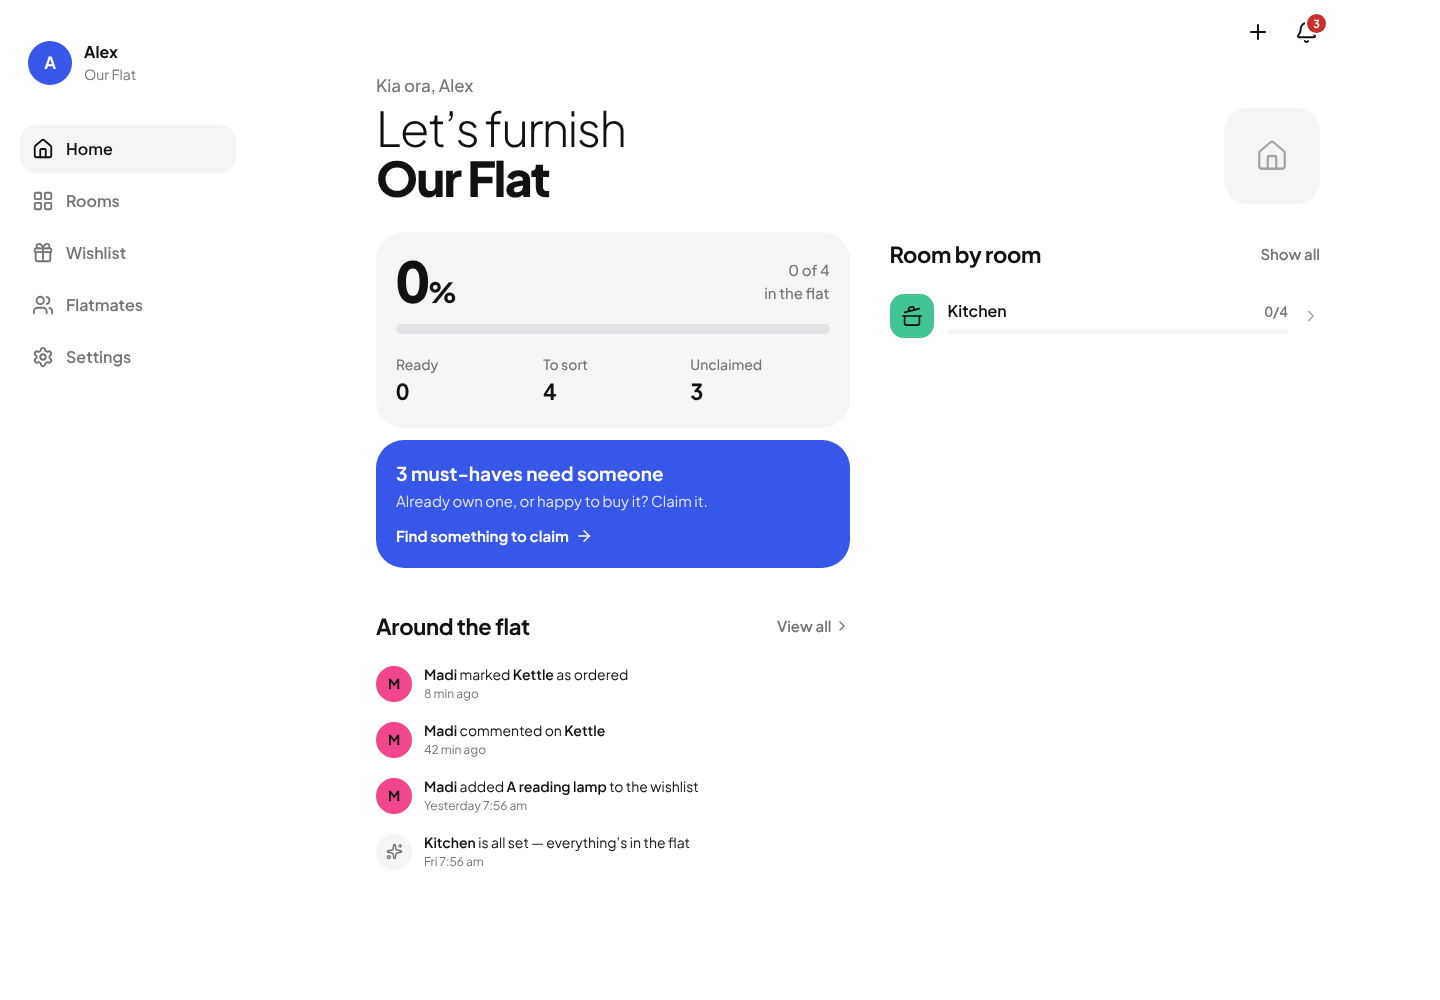 A
Alex
Our Flat
Home
Rooms
Wishlist
Flatmates
Settings
3
Kia ora, Alex
Let’s furnish
Our Flat
0%
0 of 4
in the flat
Ready
0
To sort
4
Unclaimed
3
3 must-haves need someone
Already own one, or happy to buy it? Claim it.
Find something to claim
Around the flat
View all
M
Madi marked Kettle as ordered
8 min ago
M
Madi commented on Kettle
42 min ago
M
Madi added A reading lamp to the wishlist
Yesterday 7:56 am
Kitchen is all set — everything’s in the flat
Fri 7:56 am
Room by room
Show all
Kitchen
0/4